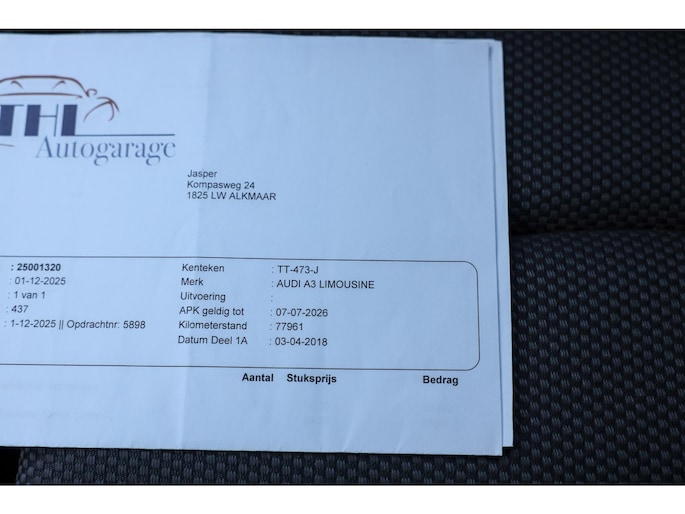 THI
Autogarage
Jasper
Kompasweg 24
1825 LW ALKMAAR
: 25001320
: 01-12-2025
: 1 van 1
: 437
: 1-12-2025 || Opdrachtnr: 5898
Kenteken : TT-473-J
Merk : AUDI A3 LIMOUSINE
Uitvoering :
APK geldig tot : 07-07-2026
Kilometerstand : 77961
Datum Deel 1A : 03-04-2018
Aantal Stuksprijs Bedrag